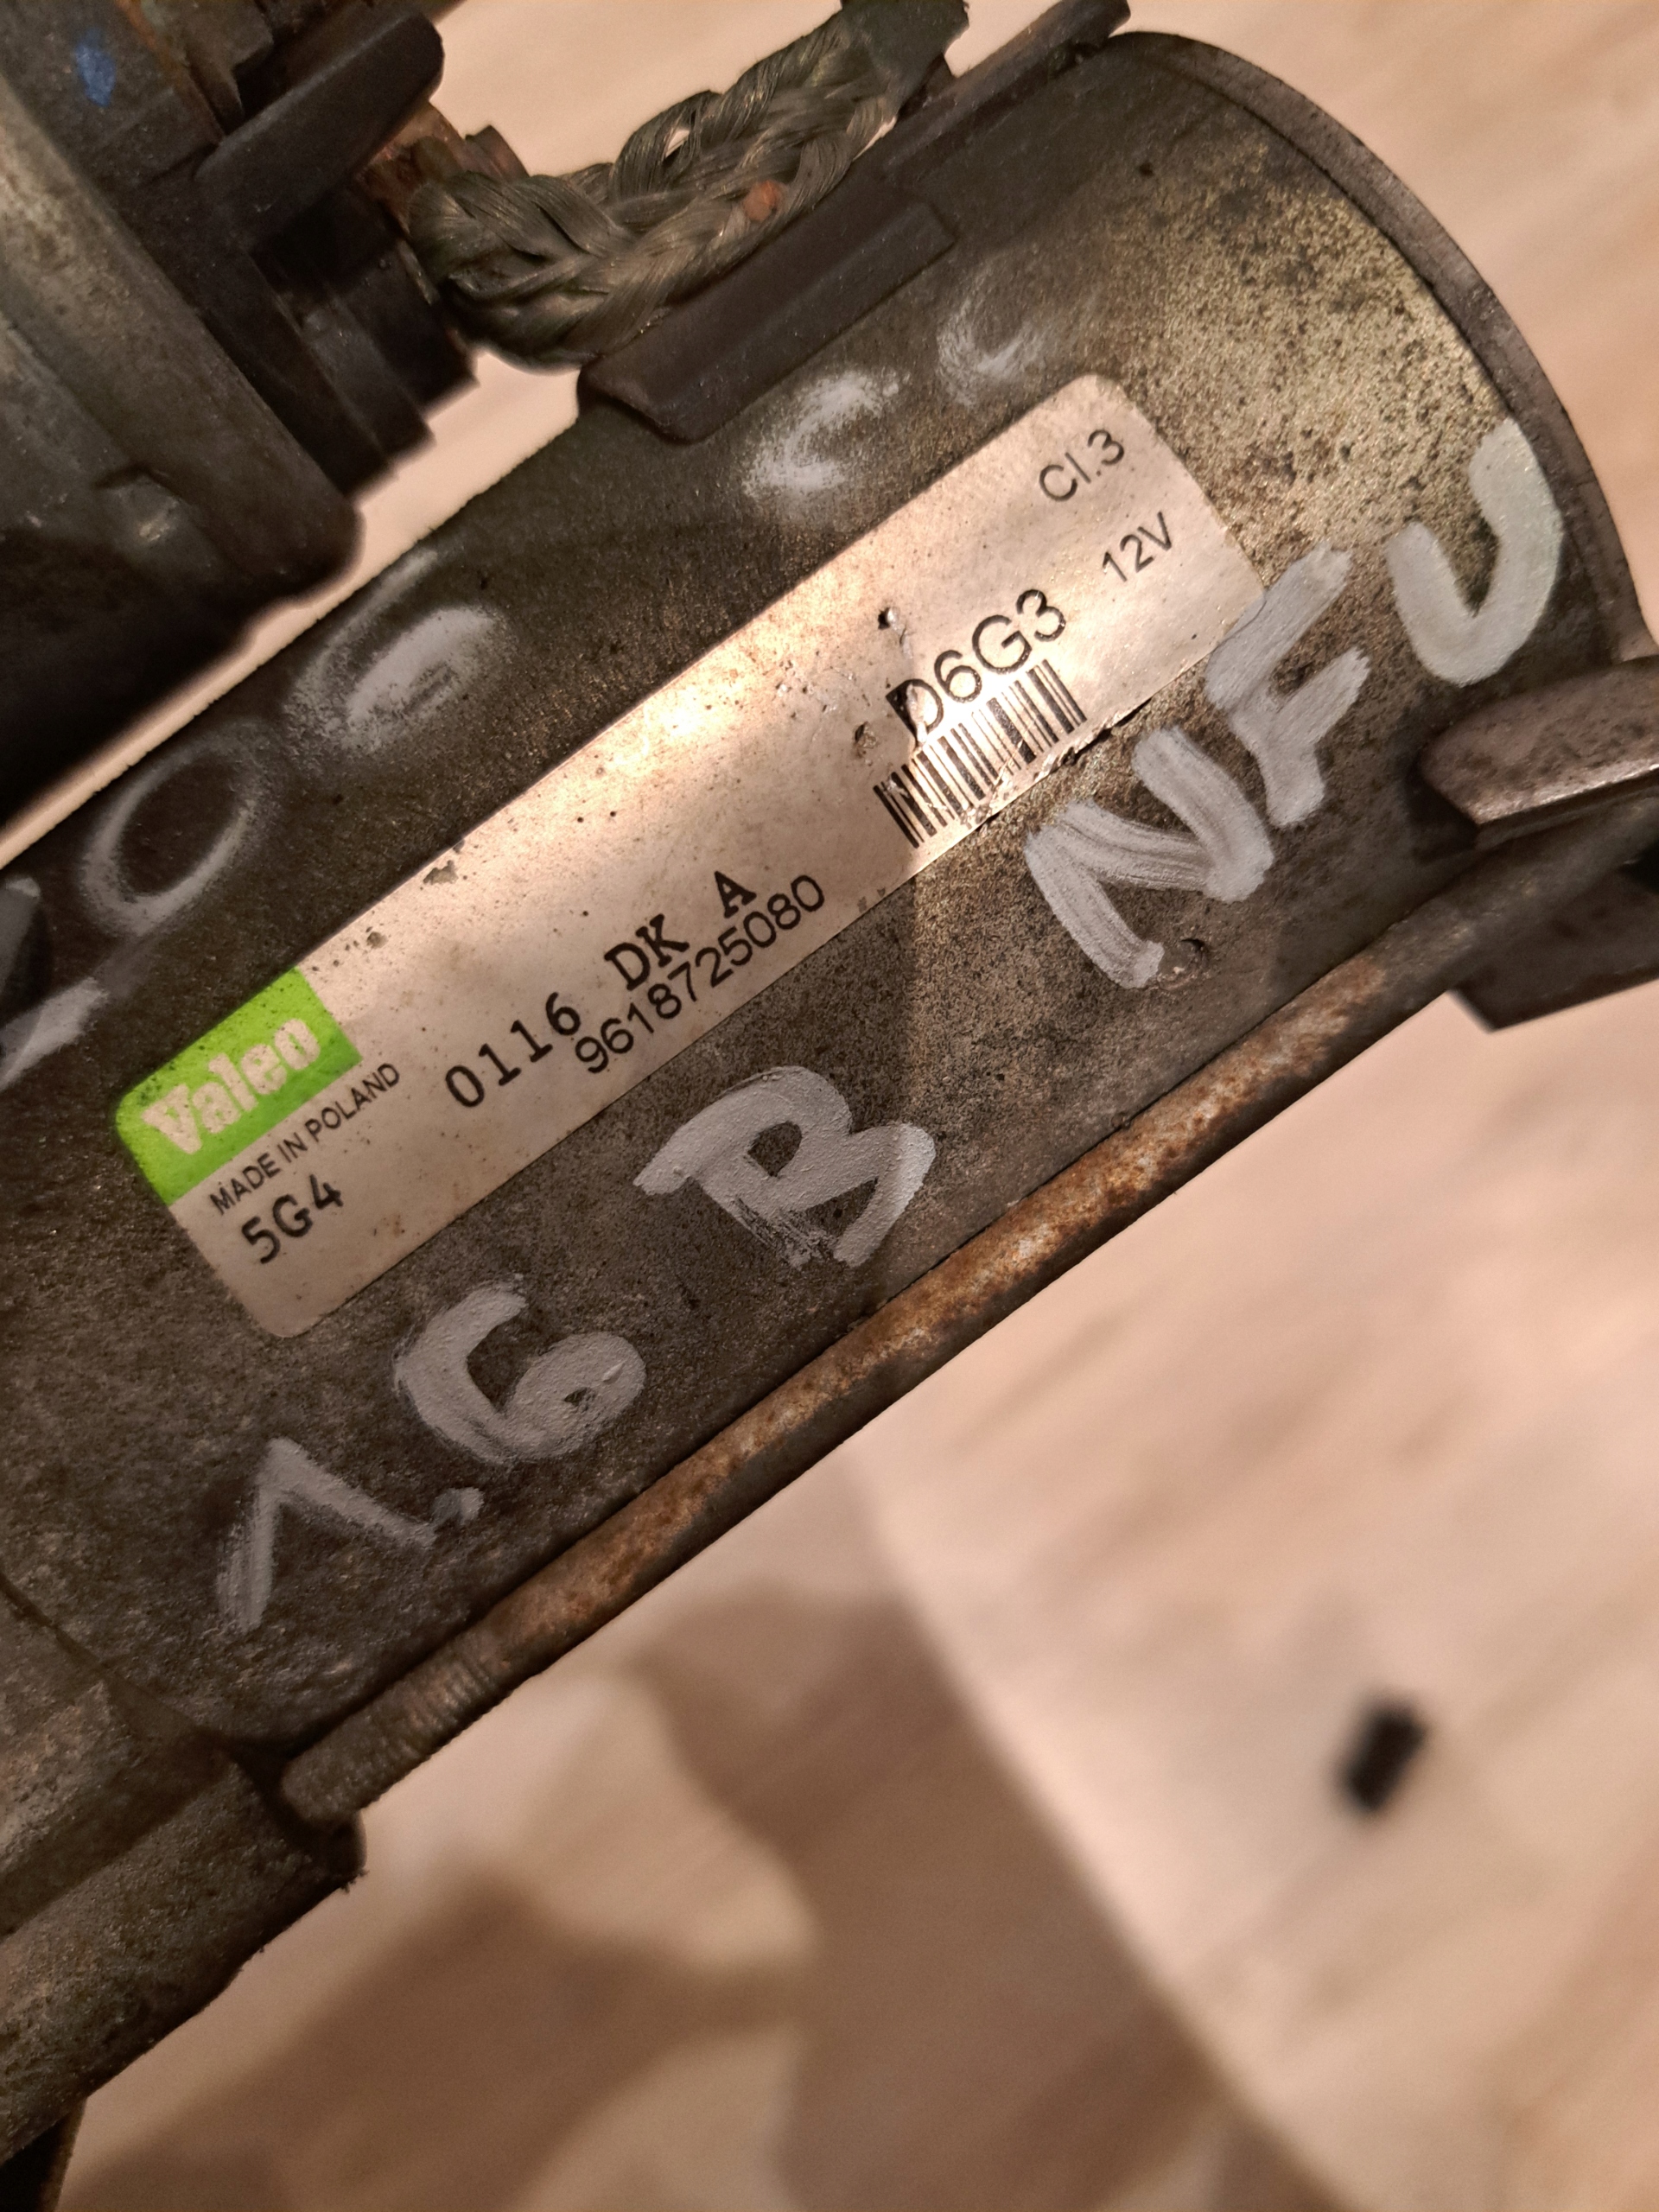 Valeo
MADE IN POLAND
5G4
0116 DK A
9618725080
D6G3
Cl.3
12V
1.6 B NFU